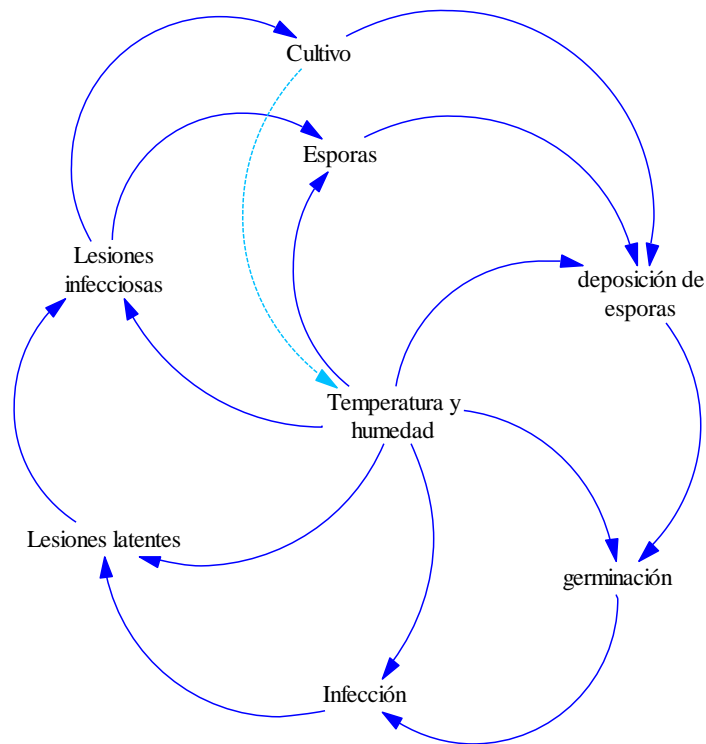 Cultivo
Esporas
Lesiones
infecciosas
deposición de
esporas
Temperatura y
humedad
Lesiones latentes
germinación
Infección